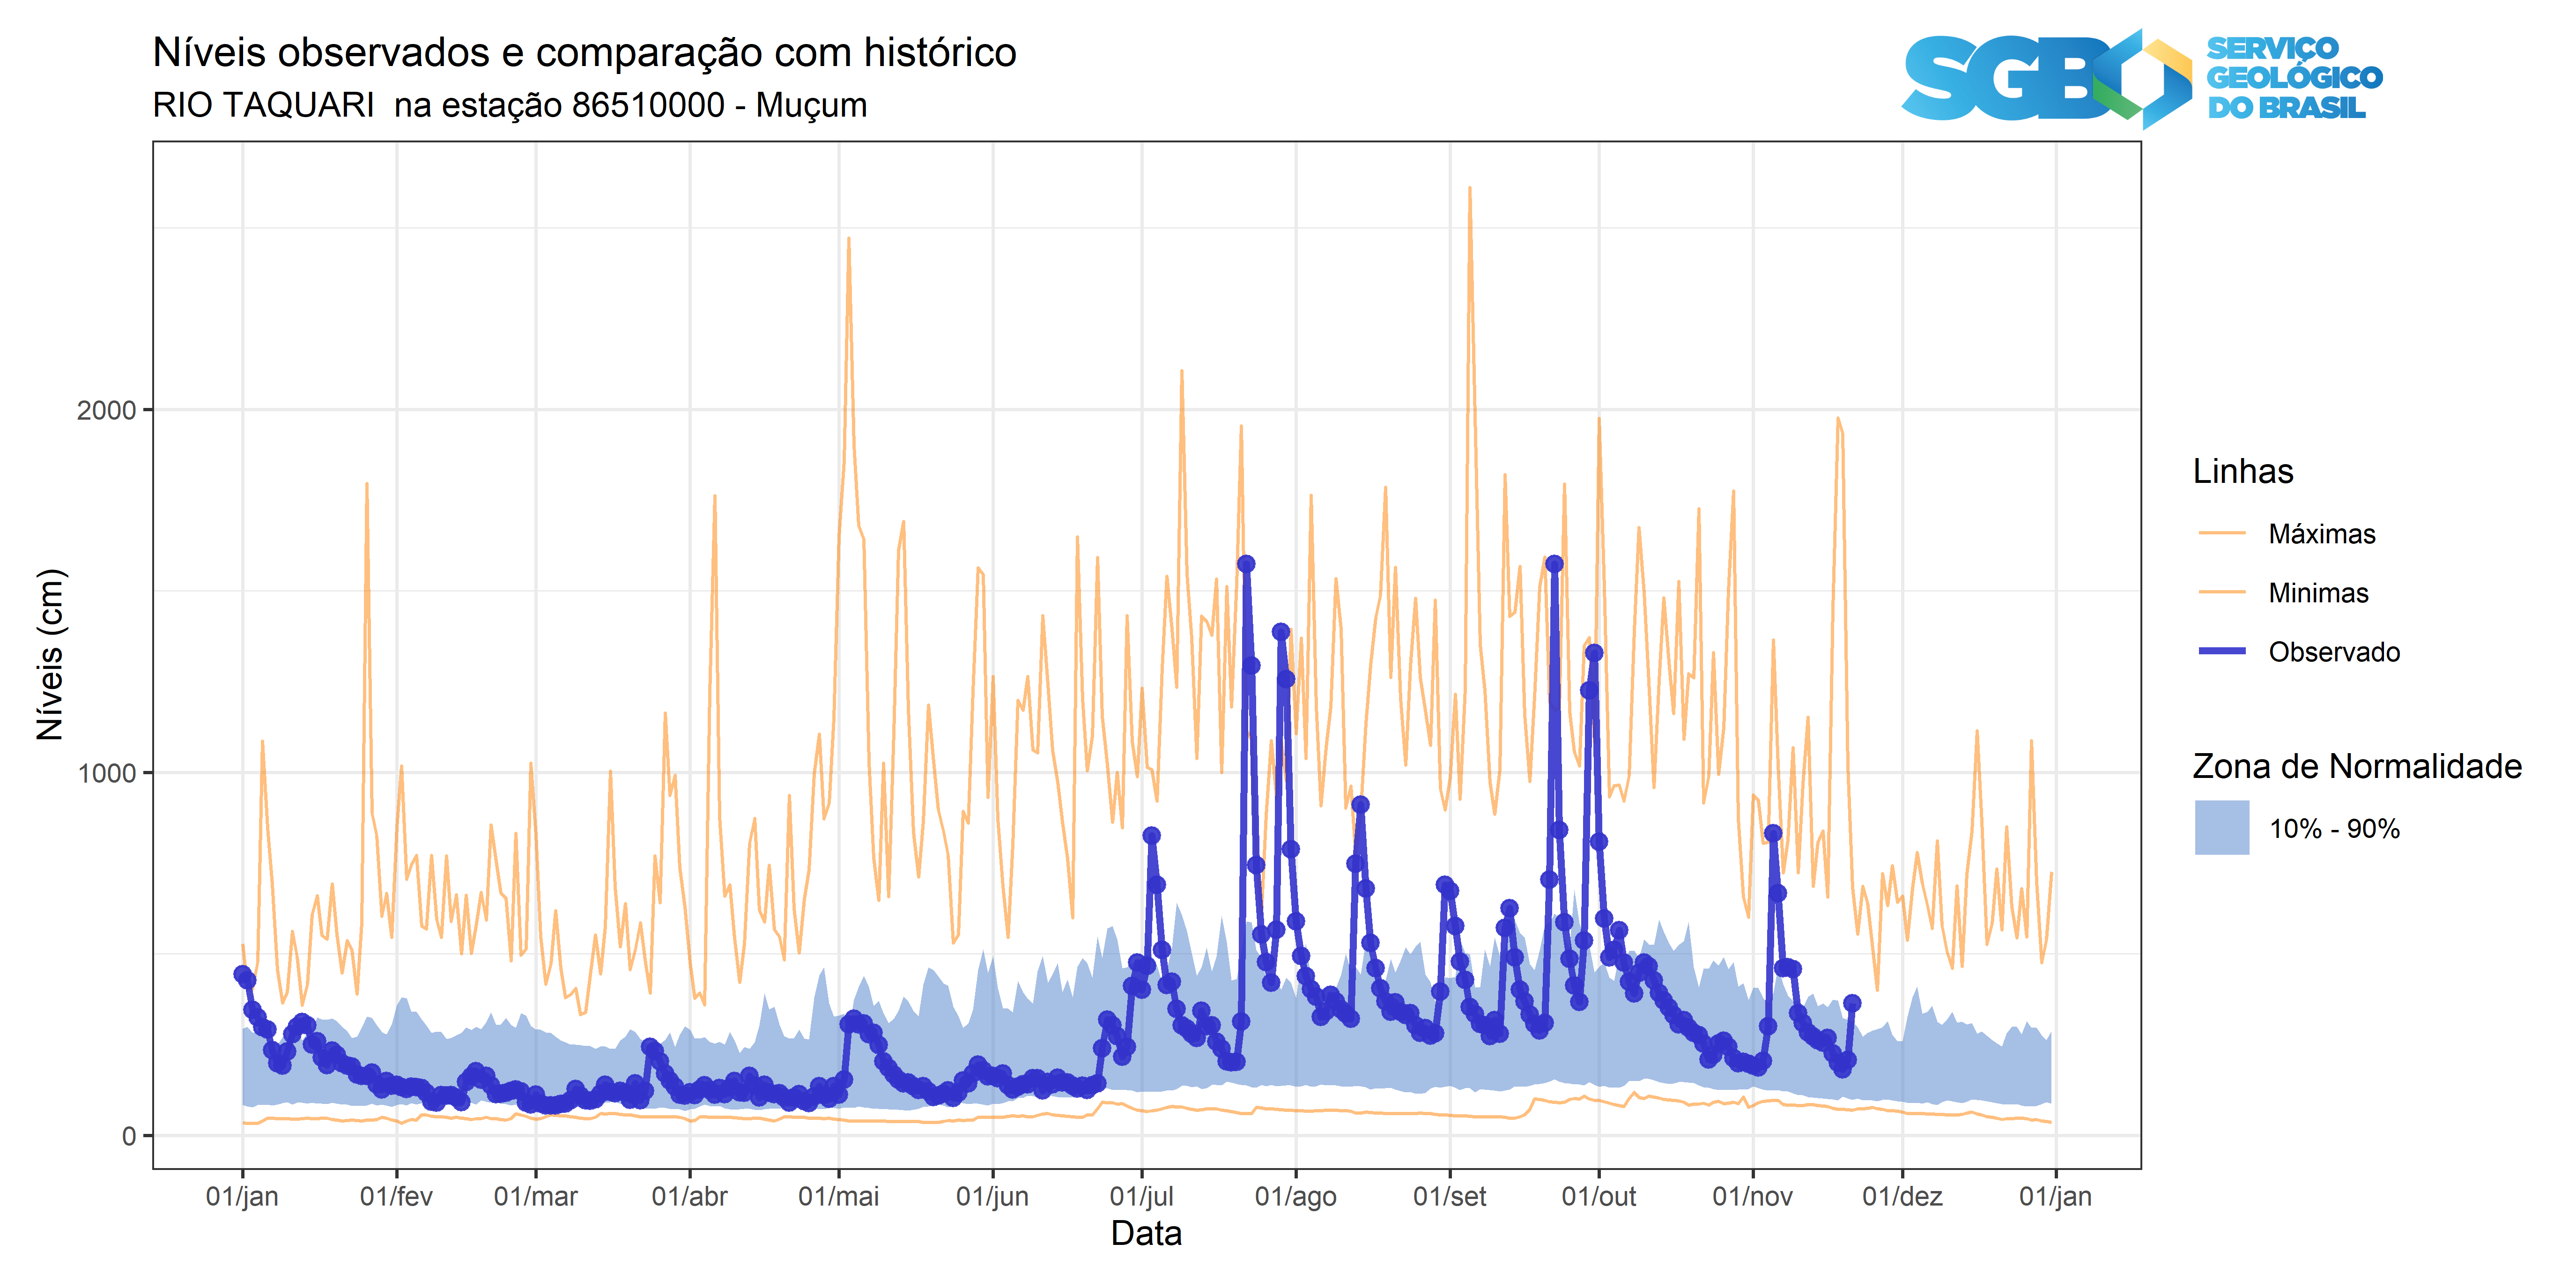 Níveis observados e comparação com histórico
RIO TAQUARI  na estação 86510000 - Muçum
SGB
SERVIÇO
GEOLÓGICO
DO BRASIL
Níveis (cm)
2000
1000
0
01/jan 01/fev 01/mar 01/abr 01/mai 01/jun 01/jul 01/ago 01/set 01/out 01/nov 01/dez 01/jan
Data
Linhas
Máximas
Minimas
Observado
Zona de Normalidade
10% - 90%